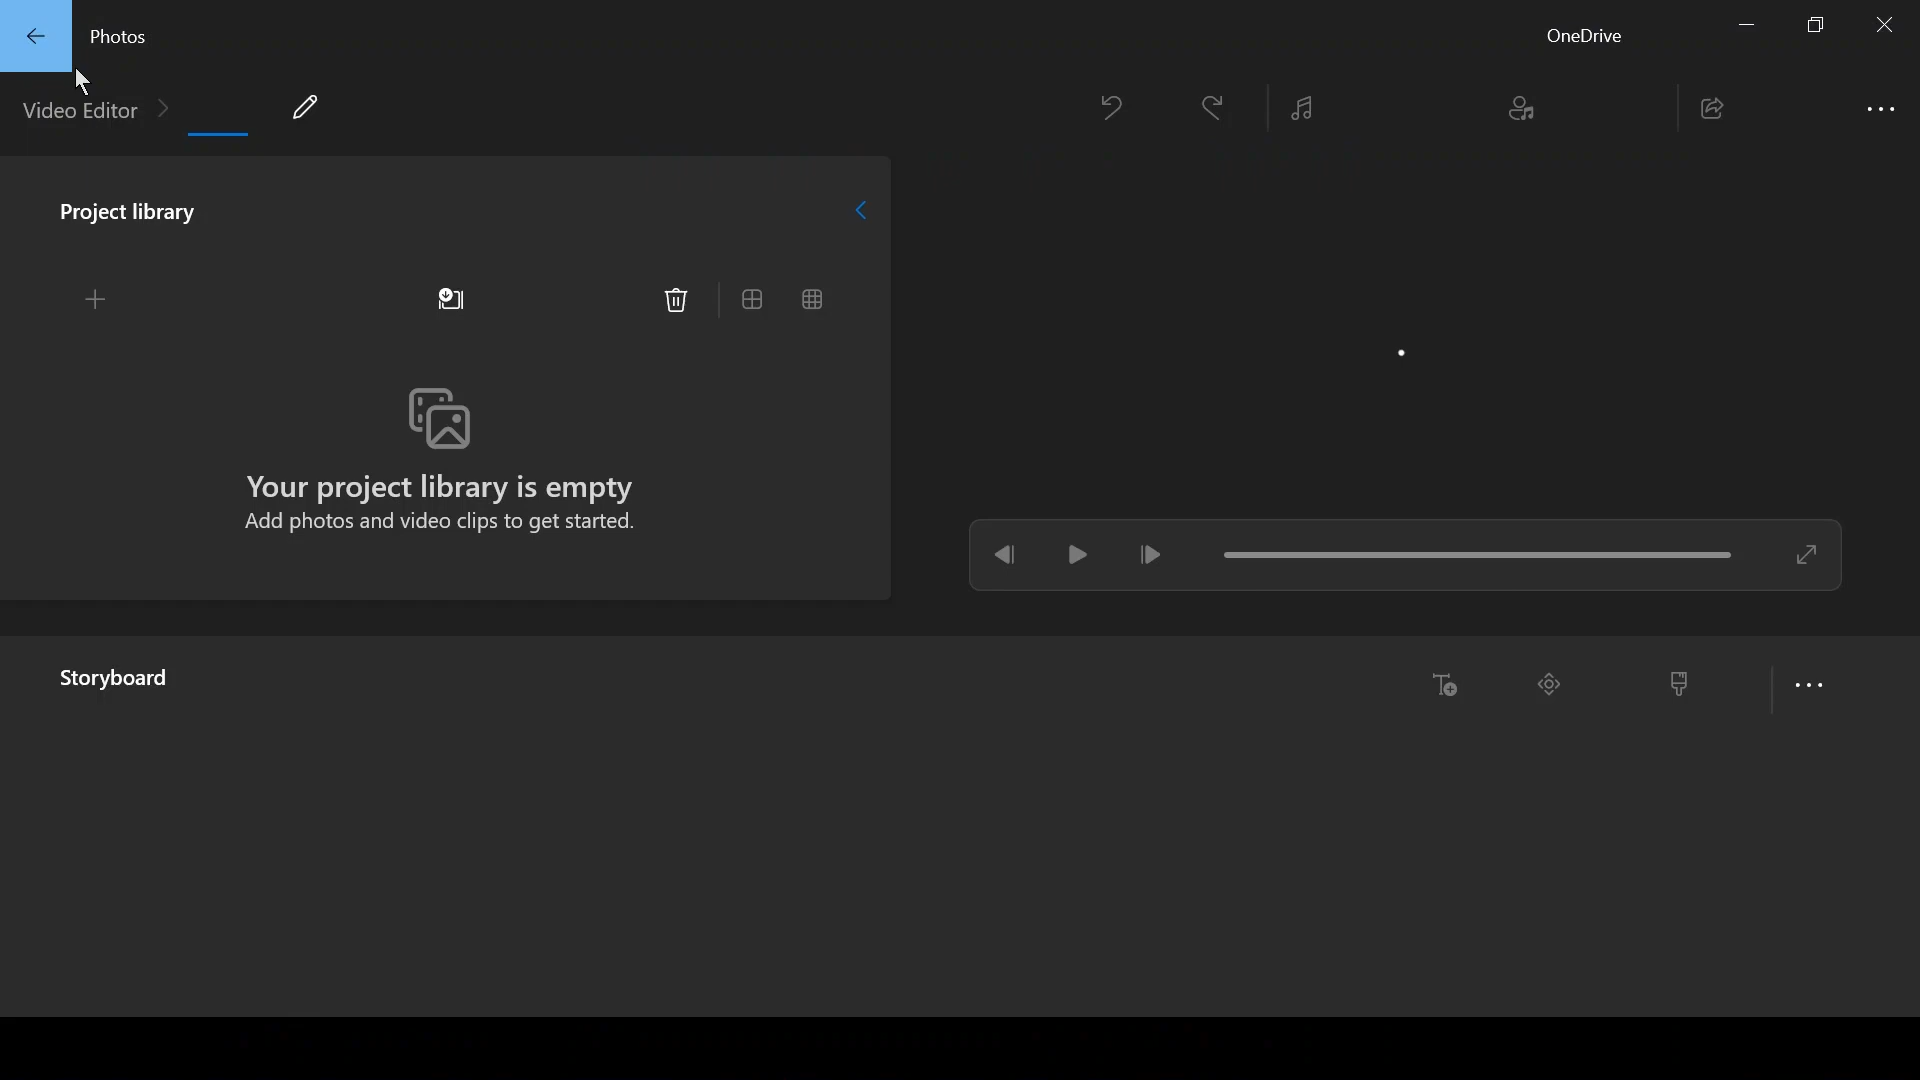 Photos
OneDrive
Video Editor
Project library
Your project library is empty
Add photos and video clips to get started.
Storyboard